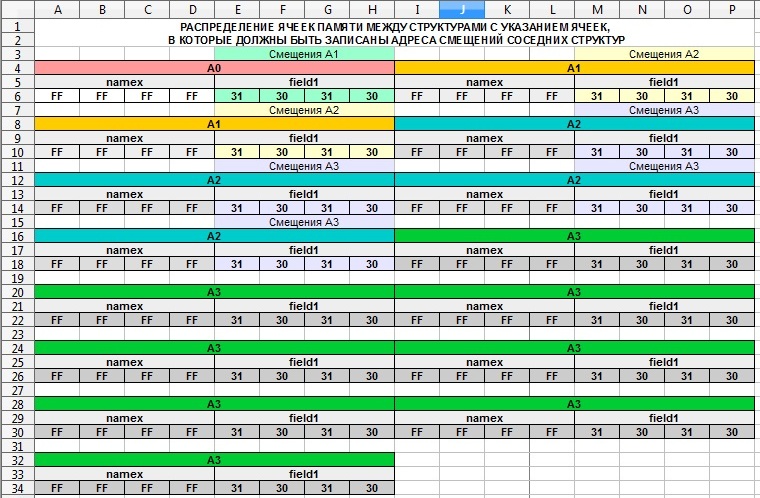 A B C D E F G H I J K L M N O P
1 РАСПРЕДЕЛЕНИЕ ЯЧЕЕК ПАМЯТИ МЕЖДУ СТРУКТУРАМИ С УКАЗАНИЕМ ЯЧЕЕК,
2 В КОТОРЫЕ ДОЛЖНЫ БЫТЬ ЗАПИСАНЫ АДРЕСА СМЕЩЕНИЙ СОСЕДНИХ СТРУКТУР
3 Смещения A1 Смещения A2
4 A0 A1
5 namex field1 namex field1
6 FF FF FF FF 31 30 31 30 FF FF FF FF 31 30 31 30
7 Смещения A2 Смещения A3
8 A1 A2
9 namex field1 namex field1
10 FF FF FF FF 31 30 31 30 FF FF FF FF 31 30 31 30
11 Смещения A3 Смещения A3
12 A2 A2
13 namex field1 namex field1
14 FF FF FF FF 31 30 31 30 FF FF FF FF 31 30 31 30
15 Смещения A3
16 A2 A3
17 namex field1 namex field1
18 FF FF FF FF 31 30 31 30 FF FF FF FF 31 30 31 30
19
20 A3 A3
21 namex field1 namex field1
22 FF FF FF FF 31 30 31 30 FF FF FF FF 31 30 31 30
23
24 A3 A3
25 namex field1 namex field1
26 FF FF FF FF 31 30 31 30 FF FF FF FF 31 30 31 30
27
28 A3 A3
29 namex field1 namex field1
30 FF FF FF FF 31 30 31 30 FF FF FF FF 31 30 31 30
31
32 A3
33 namex field1
34 FF FF FF FF 31 30 31 30